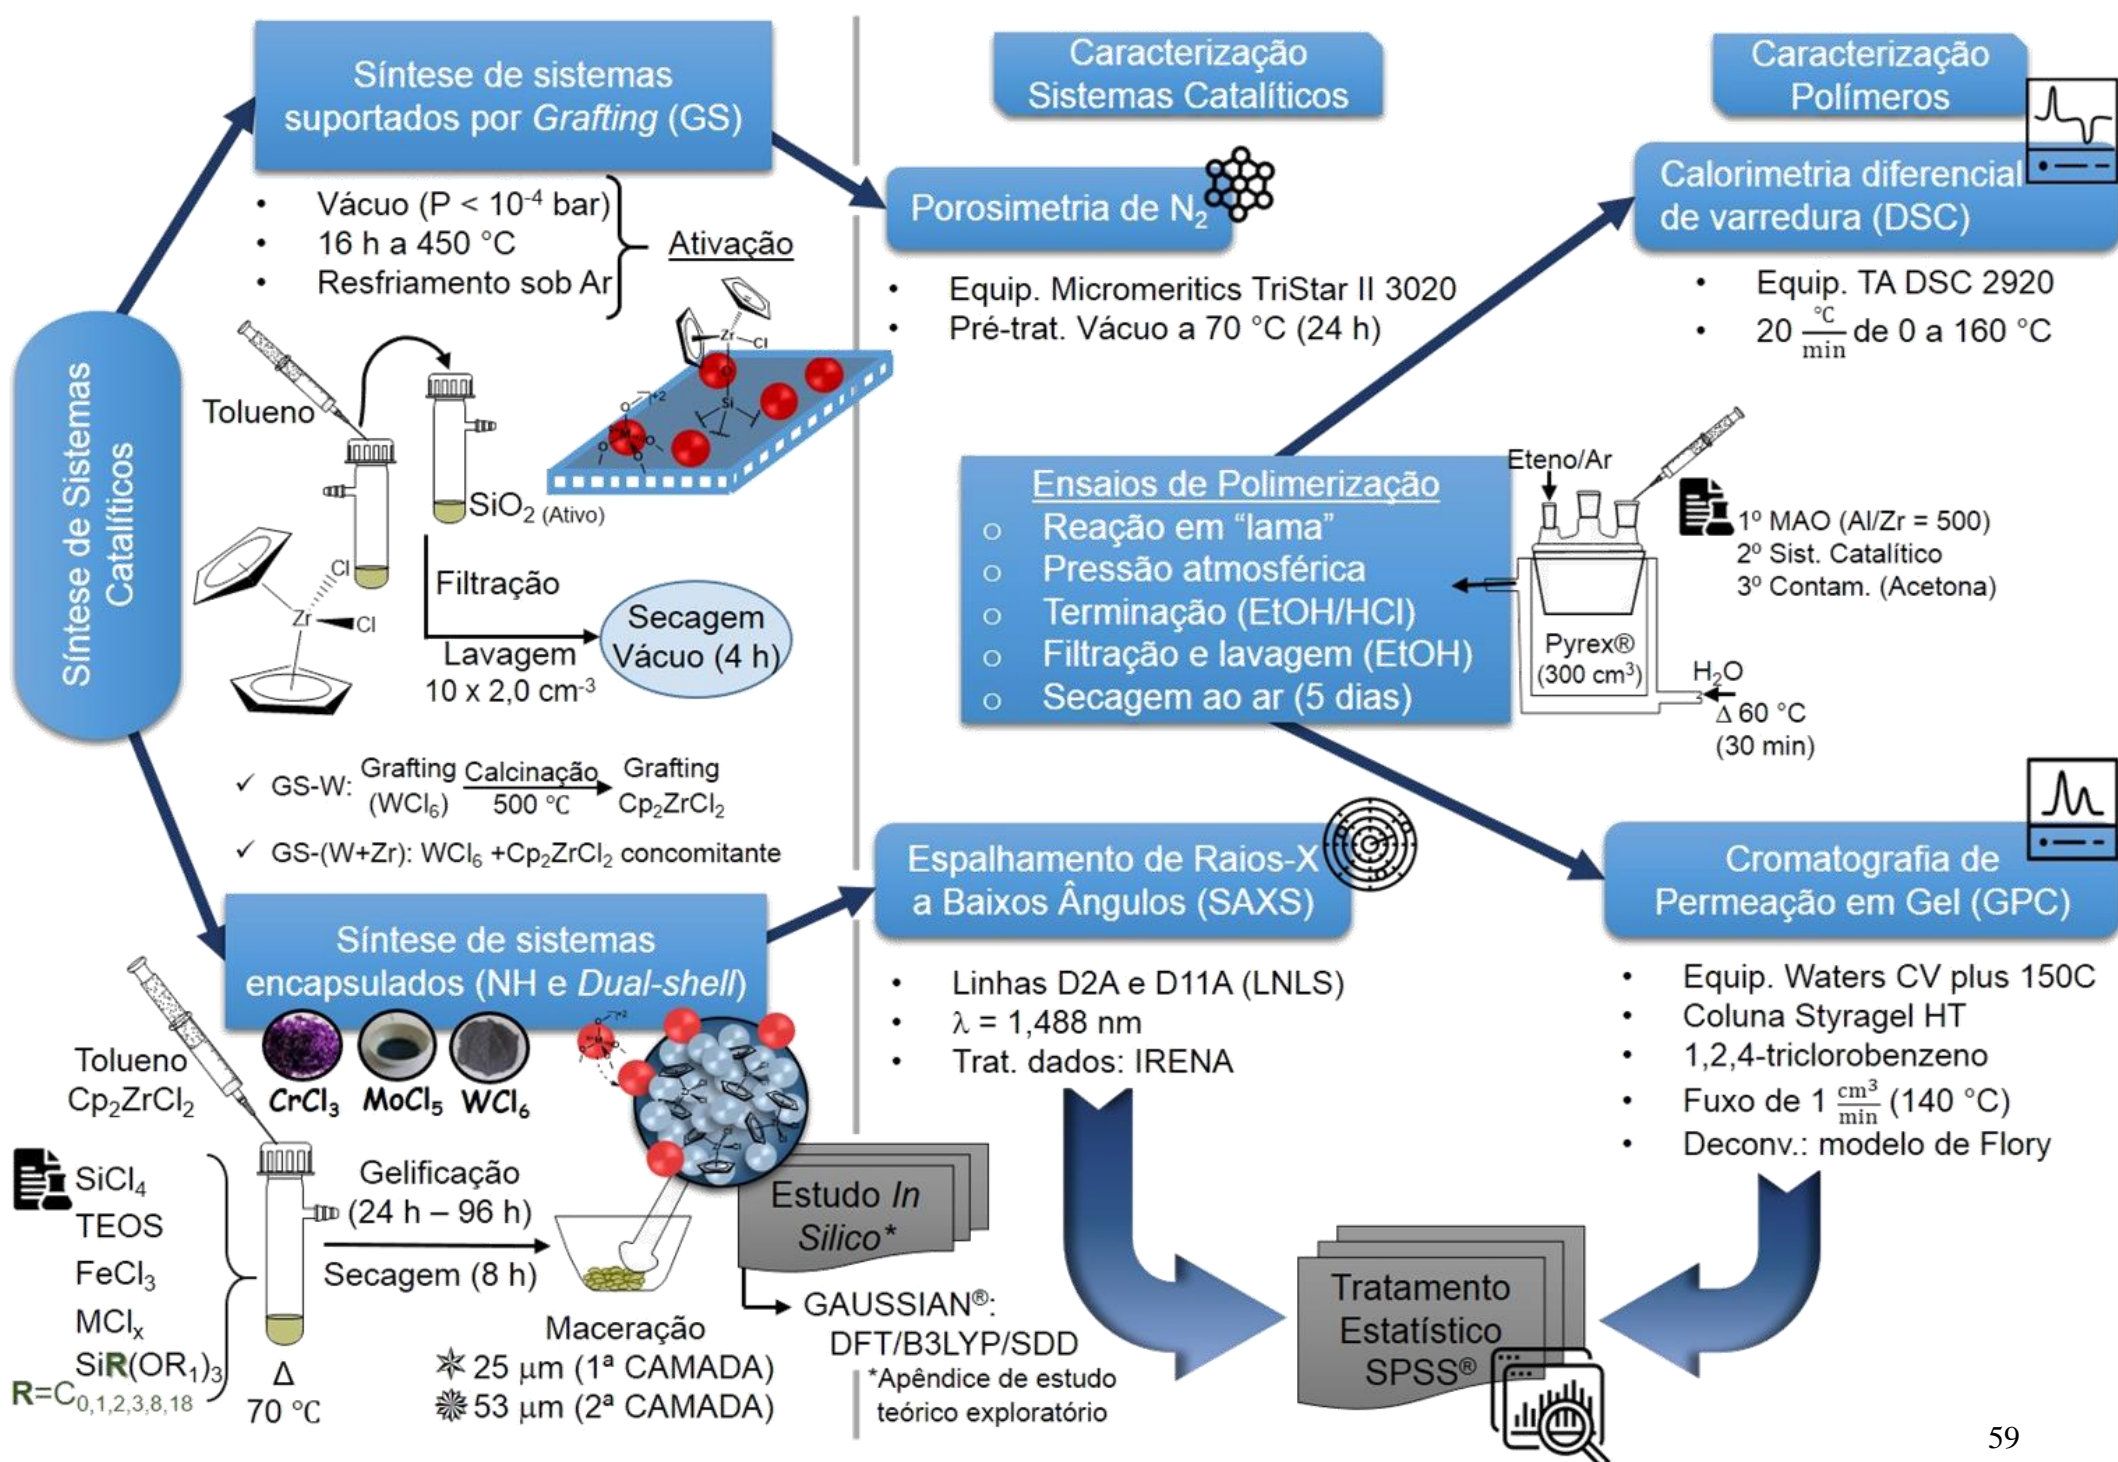 Síntese de Sistemas
Catalíticos
Síntese de sistemas
suportados por Grafting (GS)
• Vácuo (P < 10⁻⁴ bar)
• 16 h a 450 °C
• Resfriamento sob Ar
Ativação
Tolueno
SiO₂ (Ativo)
Cl
Zr
Cl
Zr
Cl
O
Si
O
+2
M
O
O
O
Filtração
Lavagem
10 x 2,0 cm⁻³
Secagem
Vácuo (4 h)
✓ GS-W: Grafting (WCl₆) Calcinação 500 °C Grafting Cp₂ZrCl₂
✓ GS-(W+Zr): WCl₆ +Cp₂ZrCl₂ concomitante
Síntese de sistemas
encapsulados (NH e Dual-shell)
Tolueno
Cp₂ZrCl₂
CrCl₃ MoCl₅ WCl₆
SiCl₄
TEOS
FeCl₃
MClₓ
SiR(OR₁)₃
R=C₀,₁,₂,₃,₈,₁₈
Δ
70 °C
Gelificação
(24 h – 96 h)
Secagem (8 h)
Maceração
25 µm (1ª CAMADA)
53 µm (2ª CAMADA)
Estudo In
Silico*
GAUSSIAN®:
DFT/B3LYP/SDD
*Apêndice de estudo
teórico exploratório
Caracterização
Sistemas Catalíticos
Porosimetria de N₂
• Equip. Micromeritics TriStar II 3020
• Pré-trat. Vácuo a 70 °C (24 h)
Ensaios de Polimerização
o Reação em “lama”
o Pressão atmosférica
o Terminação (EtOH/HCl)
o Filtração e lavagem (EtOH)
o Secagem ao ar (5 dias)
Eteno/Ar
1º MAO (Al/Zr = 500)
2º Sist. Catalítico
3º Contam. (Acetona)
Pyrex®
(300 cm³)
H₂O
Δ 60 °C
(30 min)
Espalhamento de Raios-X
a Baixos Ângulos (SAXS)
• Linhas D2A e D11A (LNLS)
• λ = 1,488 nm
• Trat. dados: IRENA
Caracterização
Polímeros
Calorimetria diferencial
de varredura (DSC)
• Equip. TA DSC 2920
• 20 °C/min de 0 a 160 °C
Cromatografia de
Permeação em Gel (GPC)
• Equip. Waters CV plus 150C
• Coluna Styragel HT
• 1,2,4-triclorobenzeno
• Fuxo de 1 cm³/min (140 °C)
• Deconv.: modelo de Flory
Tratamento
Estatístico
SPSS®
59